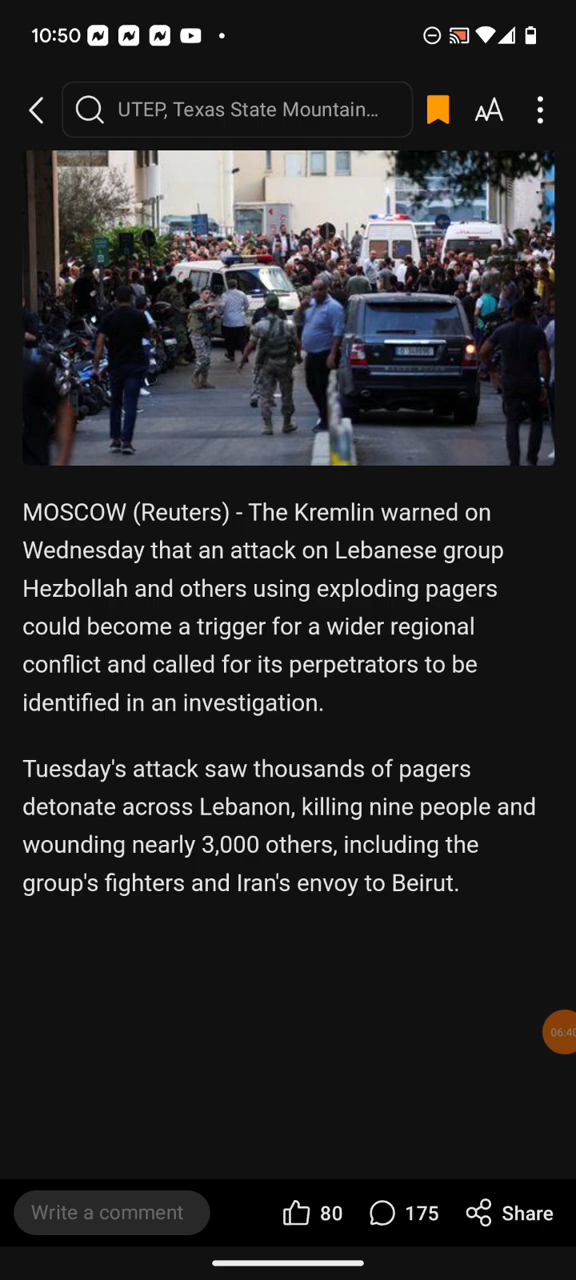 10:50
UTEP, Texas State Mountain...
AA
MOSCOW (Reuters) - The Kremlin warned on
Wednesday that an attack on Lebanese group
Hezbollah and others using exploding pagers
could become a trigger for a wider regional
conflict and called for its perpetrators to be
identified in an investigation.
Tuesday's attack saw thousands of pagers
detonate across Lebanon, killing nine people and
wounding nearly 3,000 others, including the
group's fighters and Iran's envoy to Beirut.
06:40
Write a comment
80
175
Share